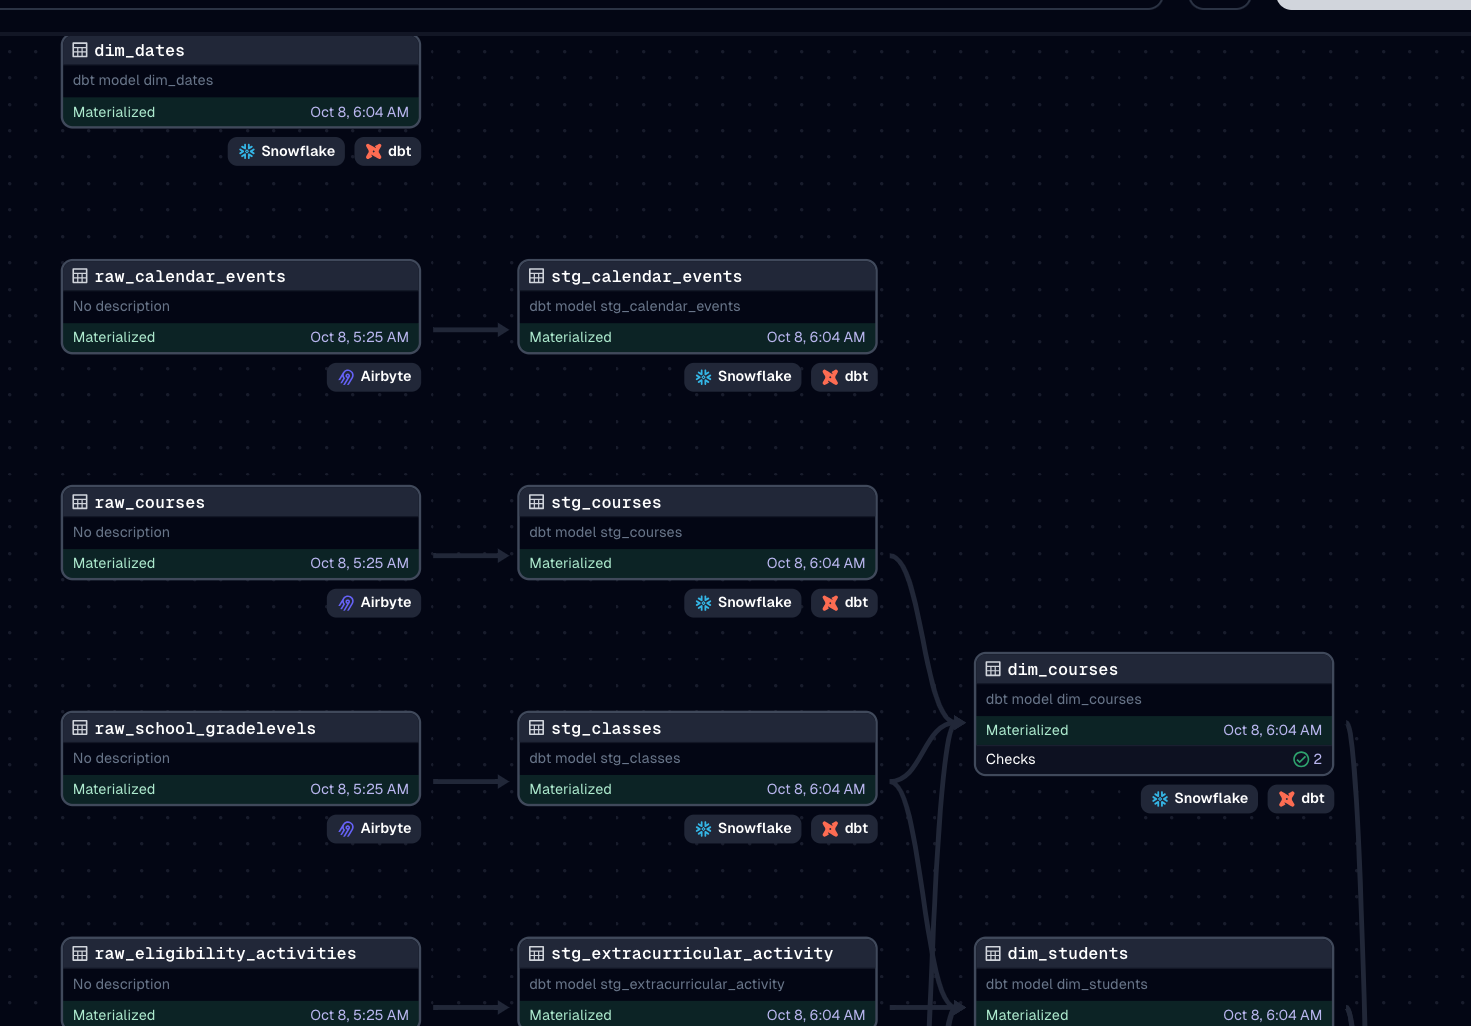 dim_dates
dbt model dim_dates
Materialized Oct 8, 6:04 AM
Snowflake dbt
raw_calendar_events
No description
Materialized Oct 8, 5:25 AM
Airbyte
stg_calendar_events
dbt model stg_calendar_events
Materialized Oct 8, 6:04 AM
Snowflake dbt
raw_courses
No description
Materialized Oct 8, 5:25 AM
Airbyte
stg_courses
dbt model stg_courses
Materialized Oct 8, 6:04 AM
Snowflake dbt
dim_courses
dbt model dim_courses
Materialized Oct 8, 6:04 AM
Checks 2
Snowflake dbt
raw_school_gradelevels
No description
Materialized Oct 8, 5:25 AM
Airbyte
stg_classes
dbt model stg_classes
Materialized Oct 8, 6:04 AM
Snowflake dbt
raw_eligibility_activities
No description
Materialized Oct 8, 5:25 AM
stg_extracurricular_activity
dbt model stg_extracurricular_activity
Materialized Oct 8, 6:04 AM
dim_students
dbt model dim_students
Materialized Oct 8, 6:04 AM